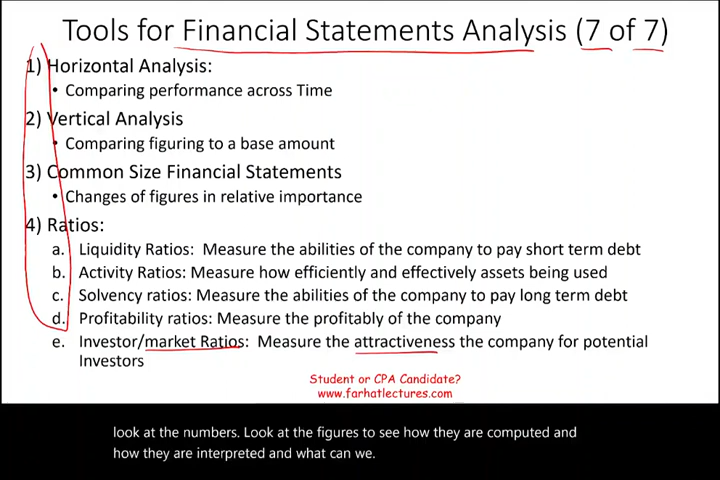 Tools for Financial Statements Analysis (7 of 7)
1) Horizontal Analysis:
• Comparing performance across Time
2) Vertical Analysis
• Comparing figuring to a base amount
3) Common Size Financial Statements
• Changes of figures in relative importance
4) Ratios:
a. Liquidity Ratios: Measure the abilities of the company to pay short term debt
b. Activity Ratios: Measure how efficiently and effectively assets being used
c. Solvency ratios: Measure the abilities of the company to pay long term debt
d. Profitability ratios: Measure the profitably of the company
e. Investor/market Ratios: Measure the attractiveness the company for potential
Investors
Student or CPA Candidate?
www.farhatlectures.com
look at the numbers. Look at the figures to see how they are computed and
how they are interpreted and what can we.